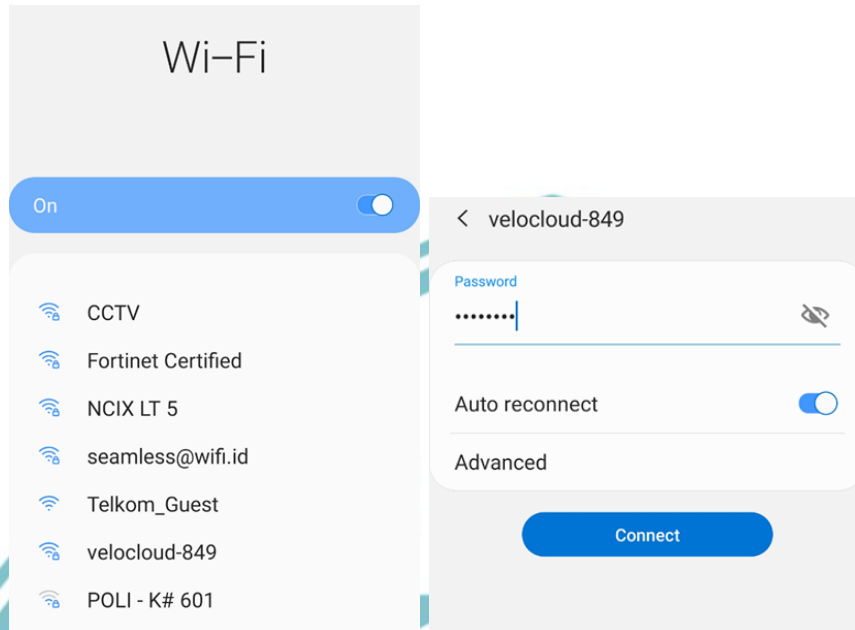 Wi-Fi
On
CCTV
Fortinet Certified
NCIX LT 5
seamless@wifi.id
Telkom_Guest
velocloud-849
POLI - K# 601
velocloud-849
Password
••••••••
Auto reconnect
Advanced
Connect